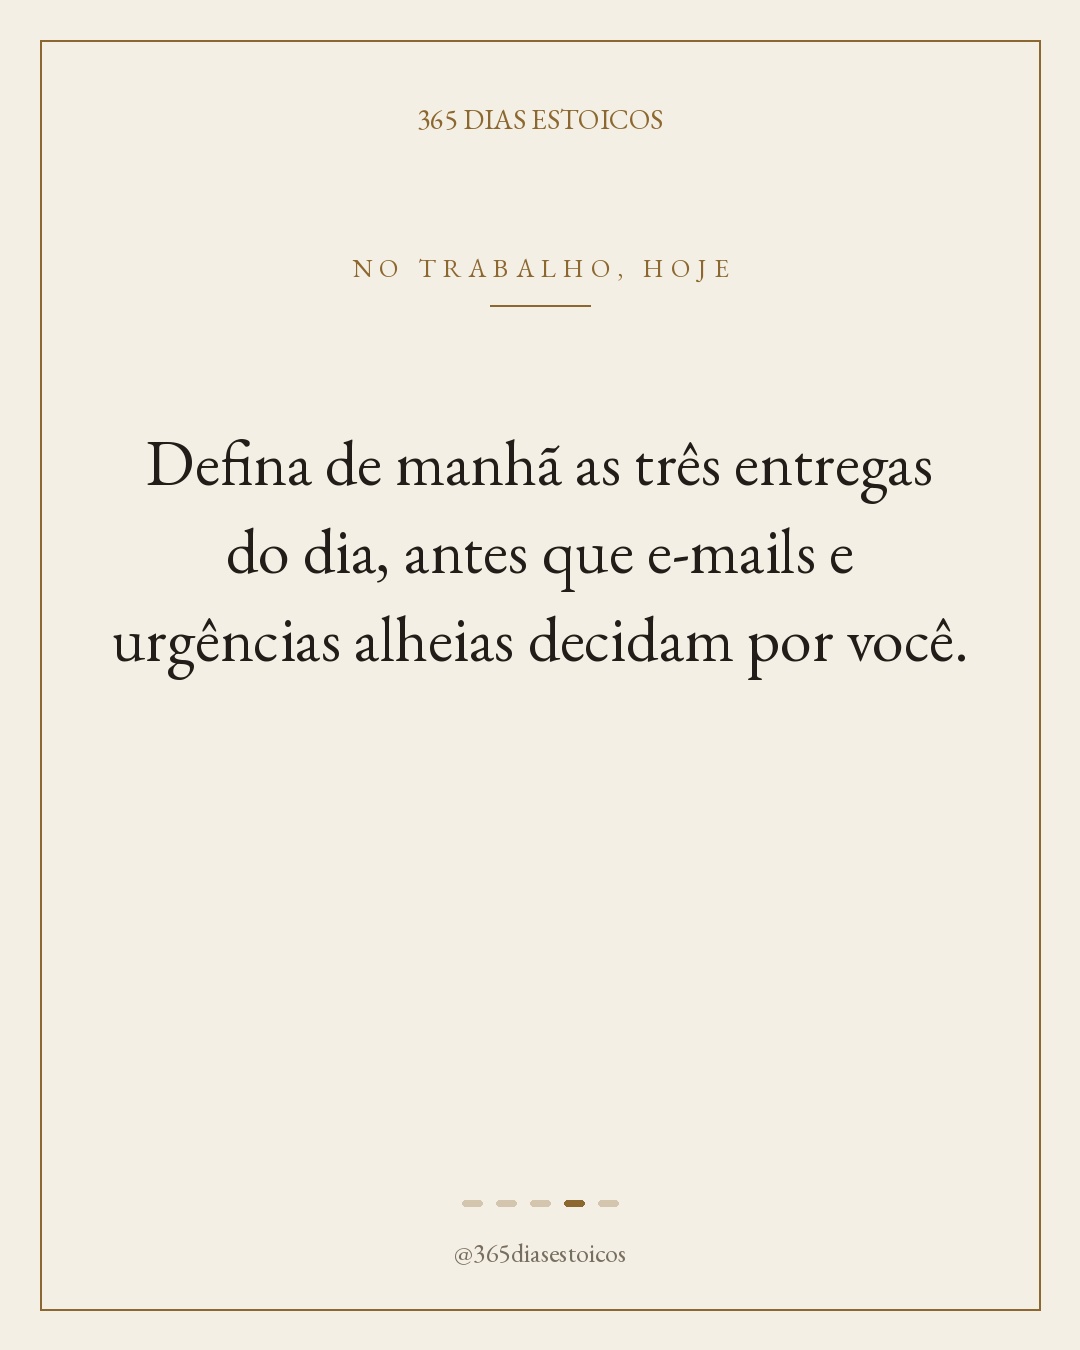 365 DIAS ESTOICOS
NO TRABALHO, HOJE
Defina de manhã as três entregas
do dia, antes que e-mails e
urgências alheias decidam por você.
@365diasestoicos